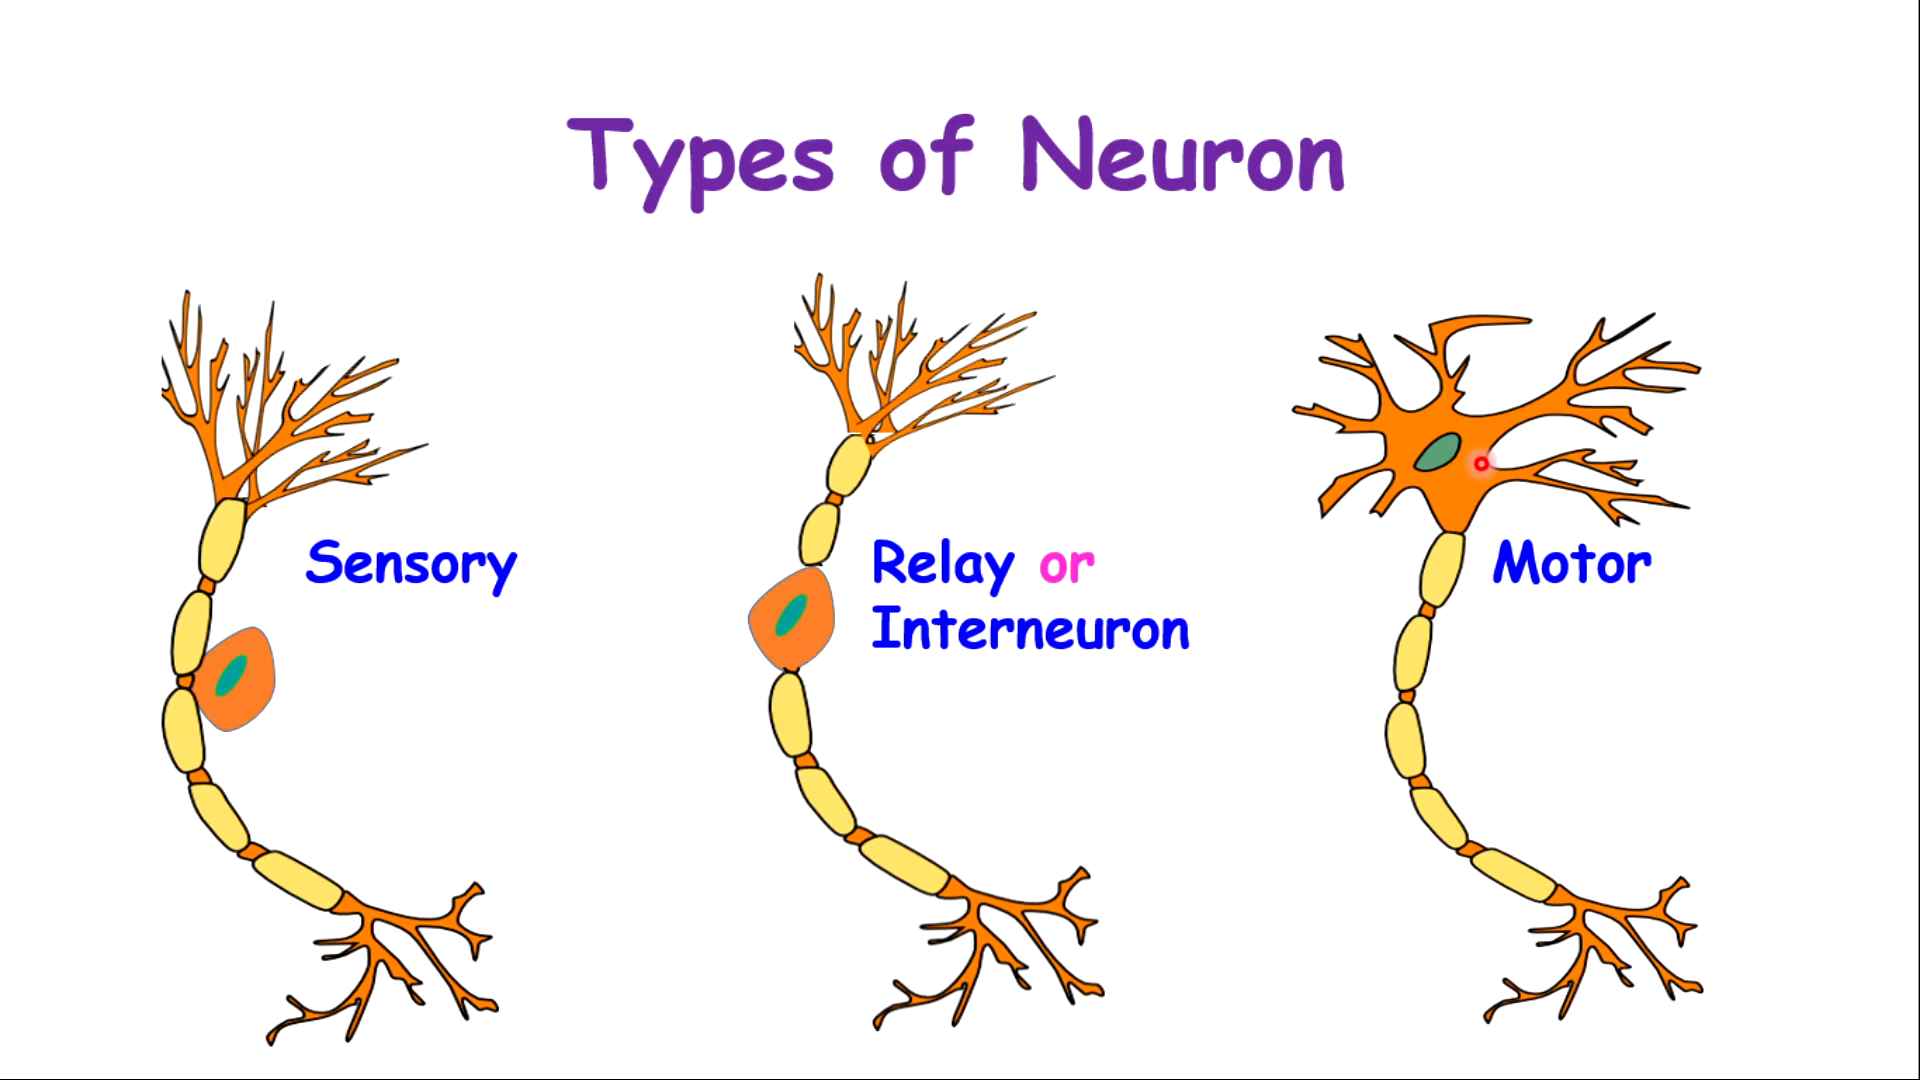 Types of Neuron
Sensory
Relay or
Interneuron
Motor